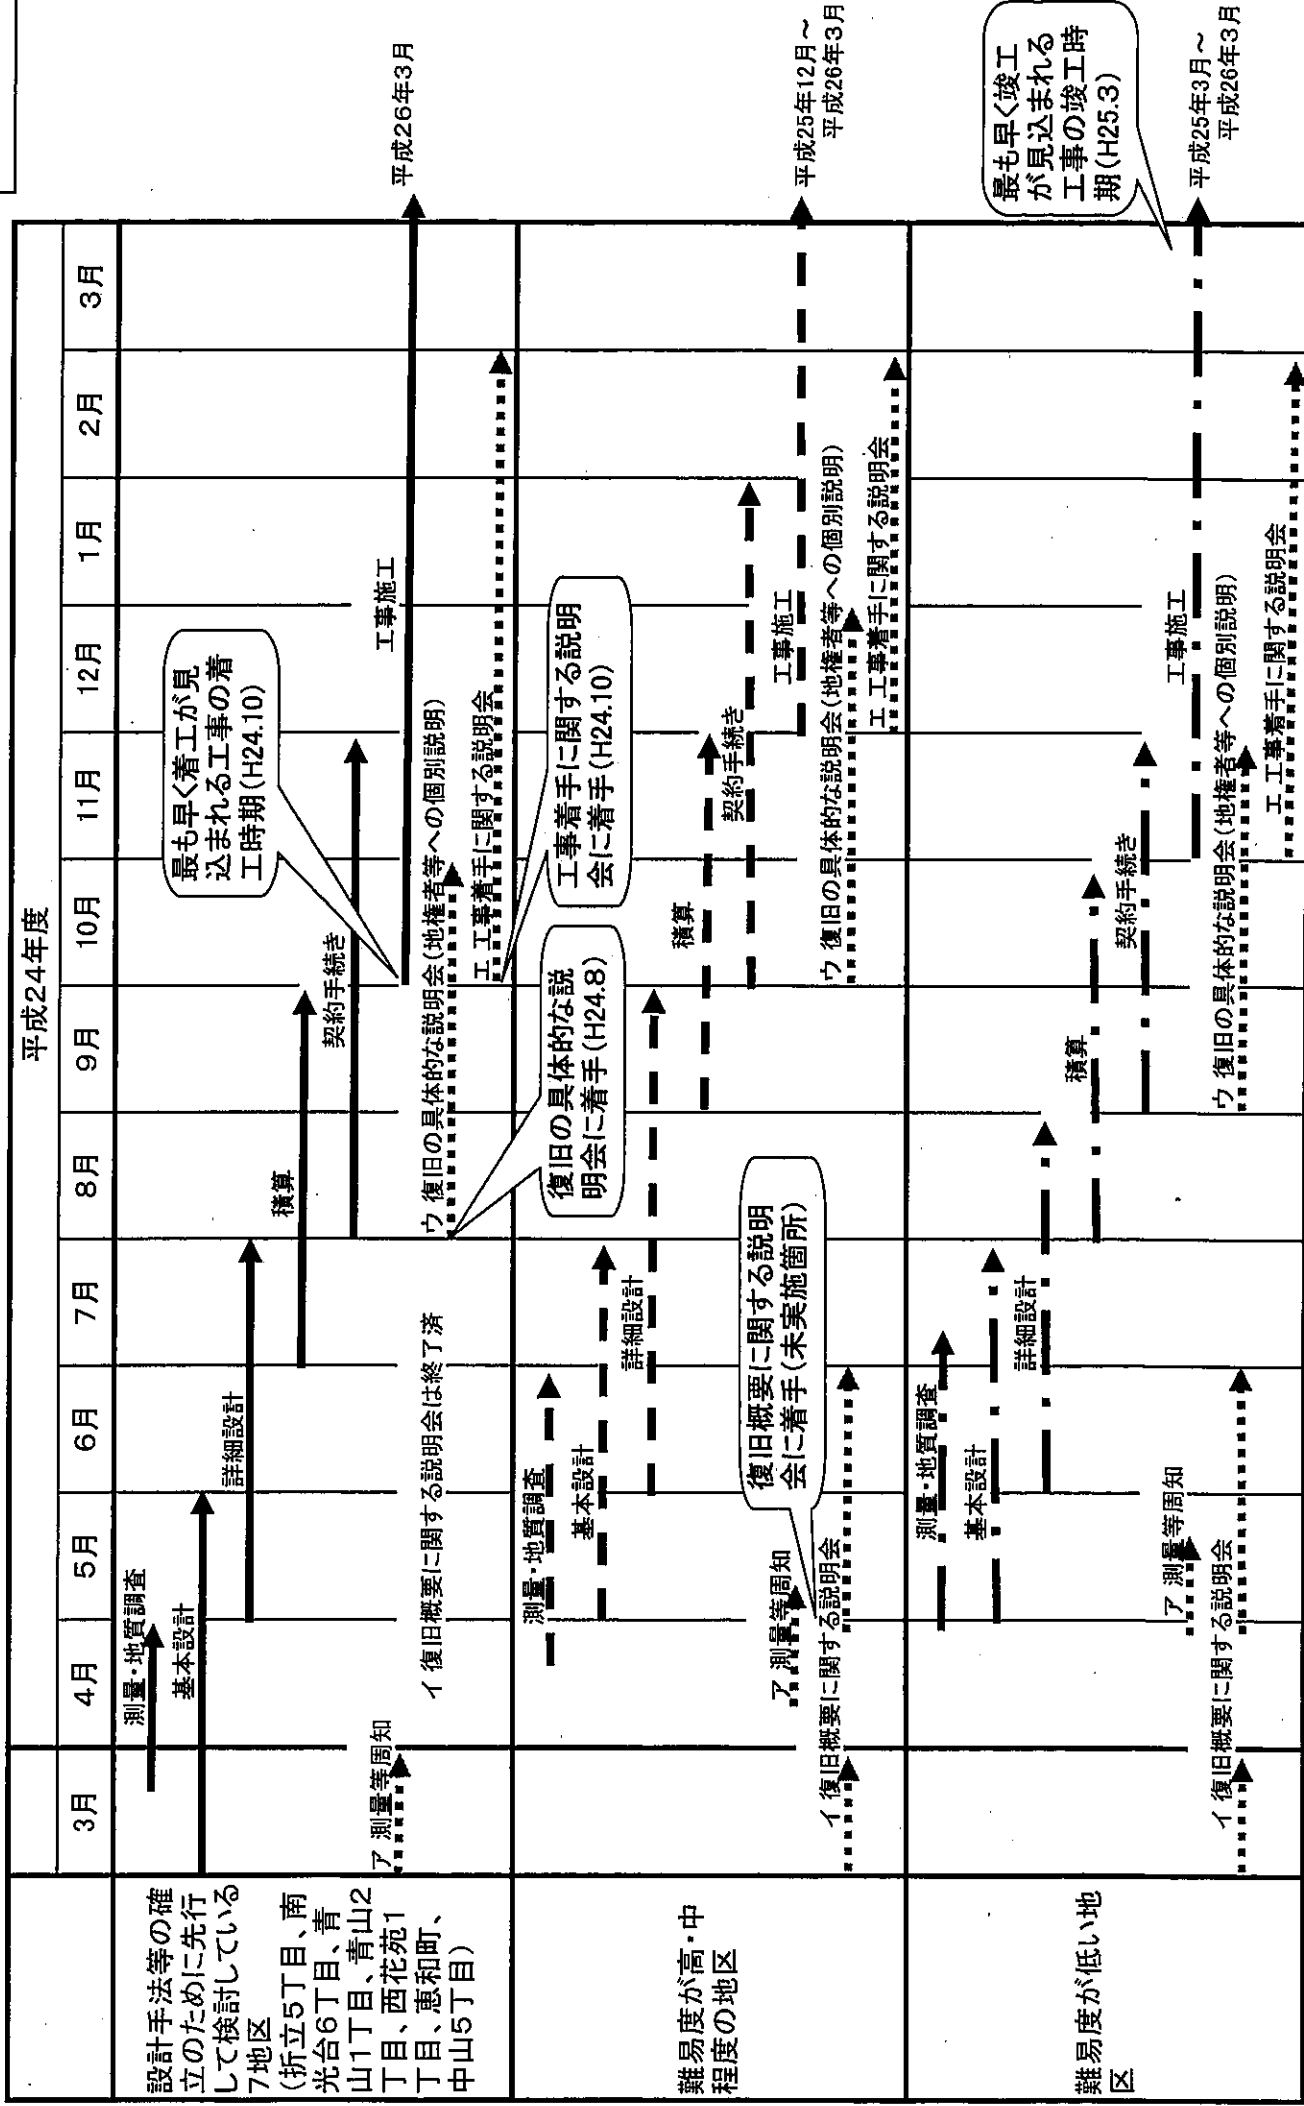 平成24年度
3月
4月
5月
6月
7月
8月
9月
10月
11月
12月
1月
2月
3月
設計手法等の確
立のために先行
して検討している
7地区
(折立5丁目、南
光台6丁目、青
山1丁目、青山2
丁目、西花苑1
丁目、恵和町、
中山5丁目)
測量・地質調査
基本設計
詳細設計
積算
契約手続き
最も早く着工が見
込まれる工事の着
工時期(H24.10)
工事施工
平成26年3月
ア 測量等周知
イ 復旧概要に関する説明会は終了済
ウ 復旧の具体的な説明会(地権者等への個別説明)
エ 工事着手に関する説明会
復旧の具体的な説
明会に着手(H24.8)
工事着手に関する説明
会に着手(H24.10)
難易度が高・中
程度の地区
測量・地質調査
基本設計
詳細設計
積算
契約手続き
工事施工
平成25年12月~
平成26年3月
ア 測量等周知
イ 復旧概要に関する説明会
復旧概要に関する説明
会に着手(未実施箇所)
ウ 復旧の具体的な説明会(地権者等への個別説明)
エ 工事着手に関する説明会
難易度が低い地
区
測量・地質調査
基本設計
詳細設計
積算
契約手続き
工事施工
最も早く竣工
が見込まれる
工事の竣工時
期(H25.3)
平成25年3月~
平成26年3月
ア 測量等周知
イ 復旧概要に関する説明会
ウ 復旧の具体的な説明会(地権者等への個別説明)
エ 工事着手に関する説明会